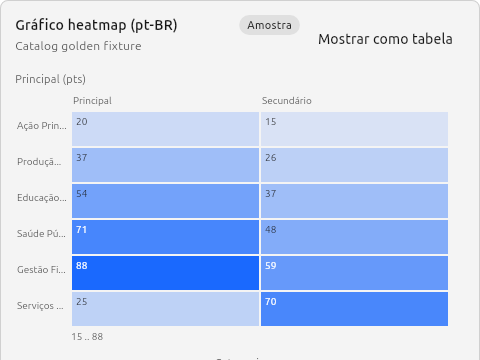 Gráfico heatmap (pt-BR)
Amostra
Mostrar como tabela
Catalog golden fixture
Principal (pts)
Principal Secundário
Ação Prin... 20 15
Produçã... 37 26
Educação... 54 37
Saúde Pú... 71 48
Gestão Fi... 88 59
Serviços ... 25 70
15 .. 88